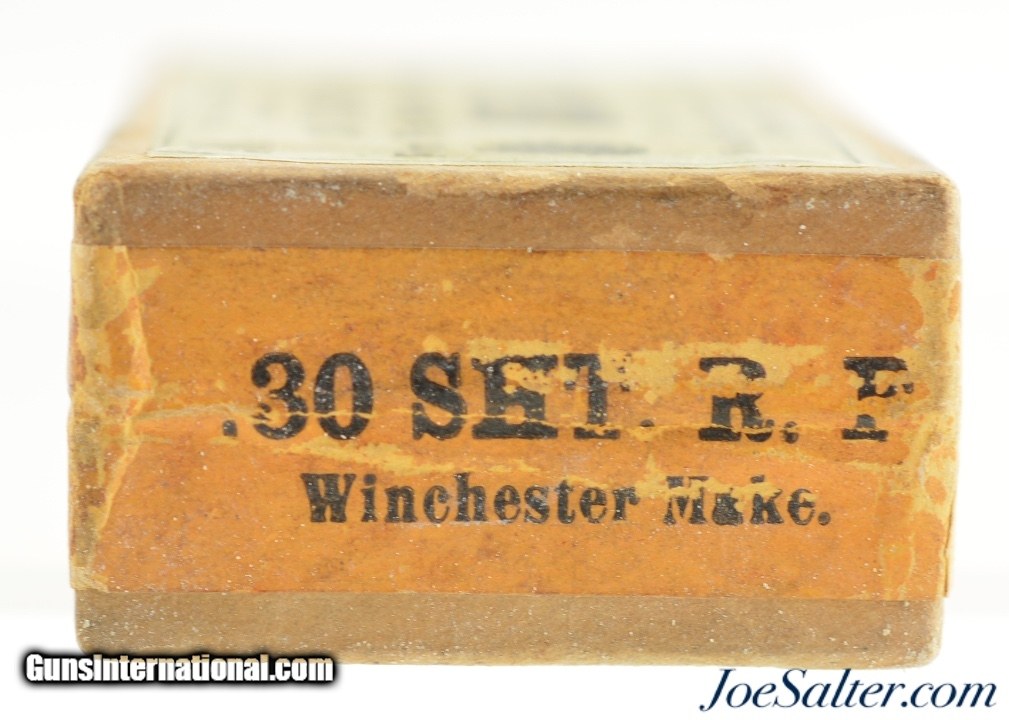 .30 SHT. R. F
Winchester Make.
GunsInternational.com
JoeSalter.com